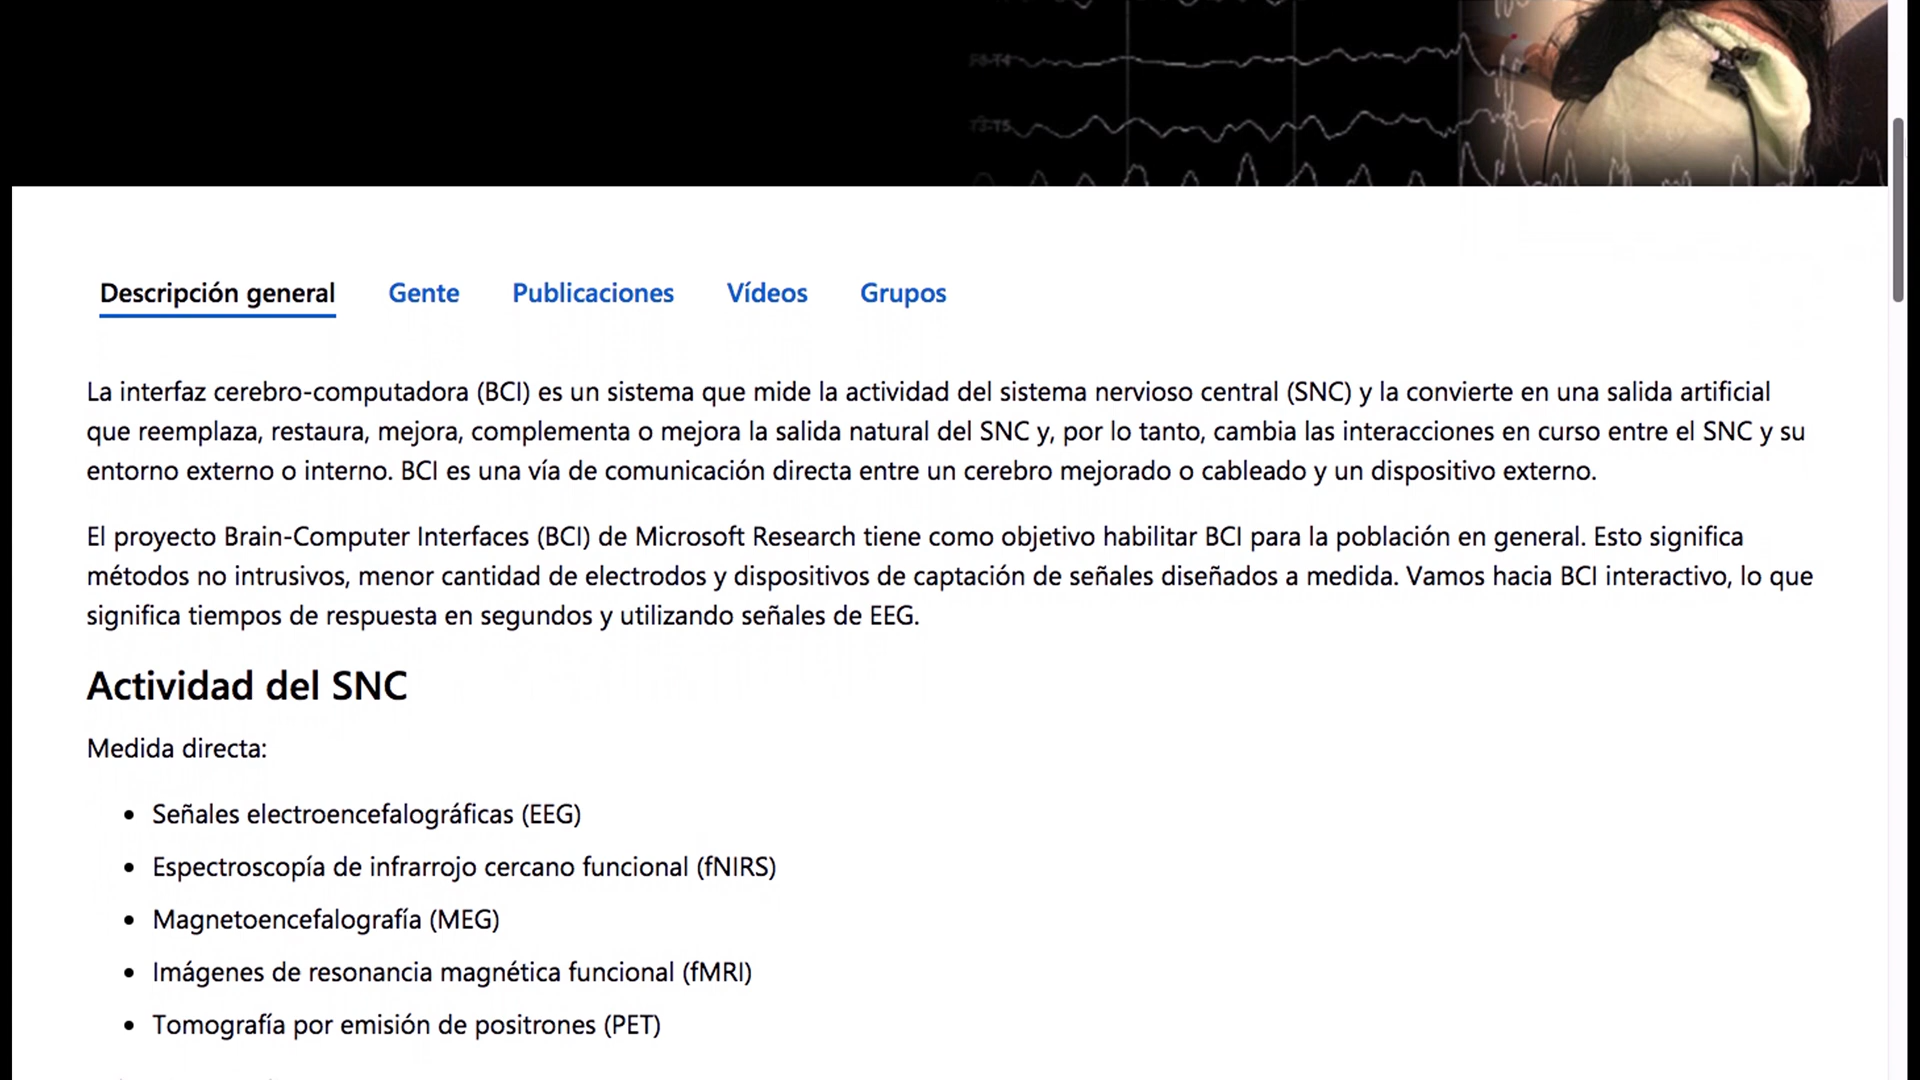 F8-T4
T3-T5
Descripción general Gente Publicaciones Vídeos Grupos
La interfaz cerebro-computadora (BCI) es un sistema que mide la actividad del sistema nervioso central (SNC) y la convierte en una salida artificial
que reemplaza, restaura, mejora, complementa o mejora la salida natural del SNC y, por lo tanto, cambia las interacciones en curso entre el SNC y su
entorno externo o interno. BCI es una vía de comunicación directa entre un cerebro mejorado o cableado y un dispositivo externo.
El proyecto Brain-Computer Interfaces (BCI) de Microsoft Research tiene como objetivo habilitar BCI para la población en general. Esto significa
métodos no intrusivos, menor cantidad de electrodos y dispositivos de captación de señales diseñados a medida. Vamos hacia BCI interactivo, lo que
significa tiempos de respuesta en segundos y utilizando señales de EEG.
Actividad del SNC
Medida directa:
• Señales electroencefalográficas (EEG)
• Espectroscopía de infrarrojo cercano funcional (fNIRS)
• Magnetoencefalografía (MEG)
• Imágenes de resonancia magnética funcional (fMRI)
• Tomografía por emisión de positrones (PET)